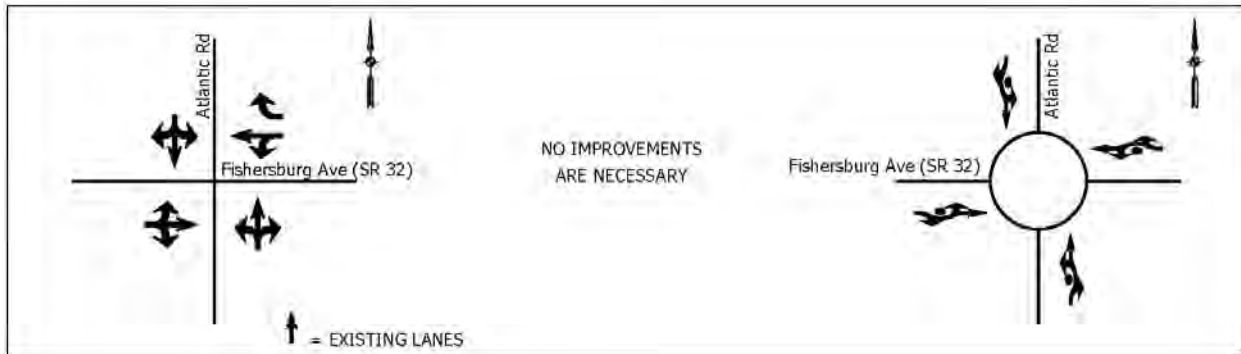 Atlantic Rd
Fishersburg Ave (SR 32)
= EXISTING LANES
NO IMPROVEMENTS
ARE NECESSARY
Atlantic Rd
Fishersburg Ave (SR 32)